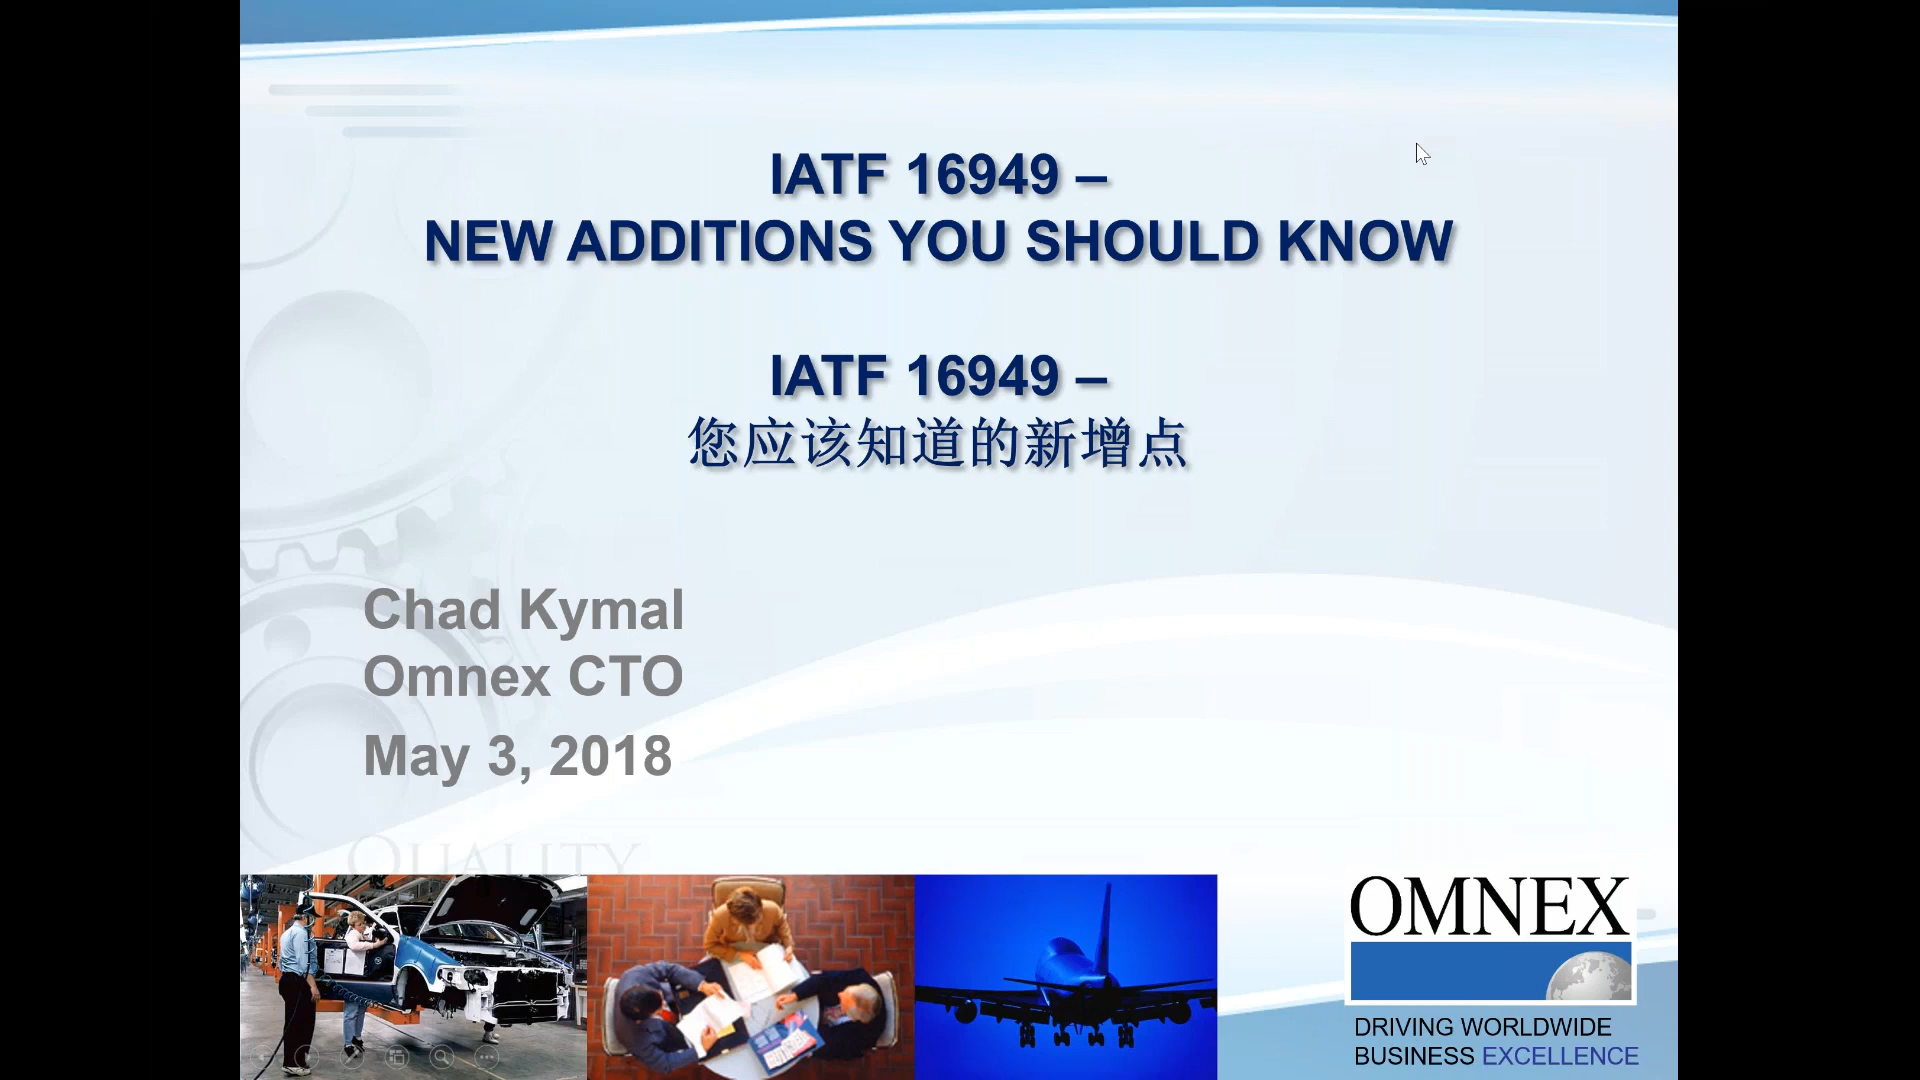 IATF 16949 –
NEW ADDITIONS YOU SHOULD KNOW
IATF 16949 –
您应该知道的新增点
Chad Kymal
Omnex CTO
May 3, 2018
QUALITY
OMNEX
DRIVING WORLDWIDE
BUSINESS EXCELLENCE